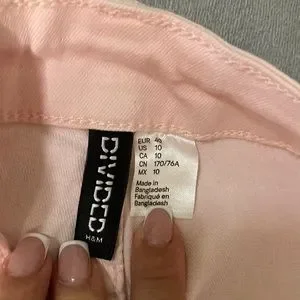 DIVIDED
H&M
EUR 40
US 10
CA 10
CN 170/76A
MX 10
Made in
Bangladesh
Fabriqué en
Bangladesh